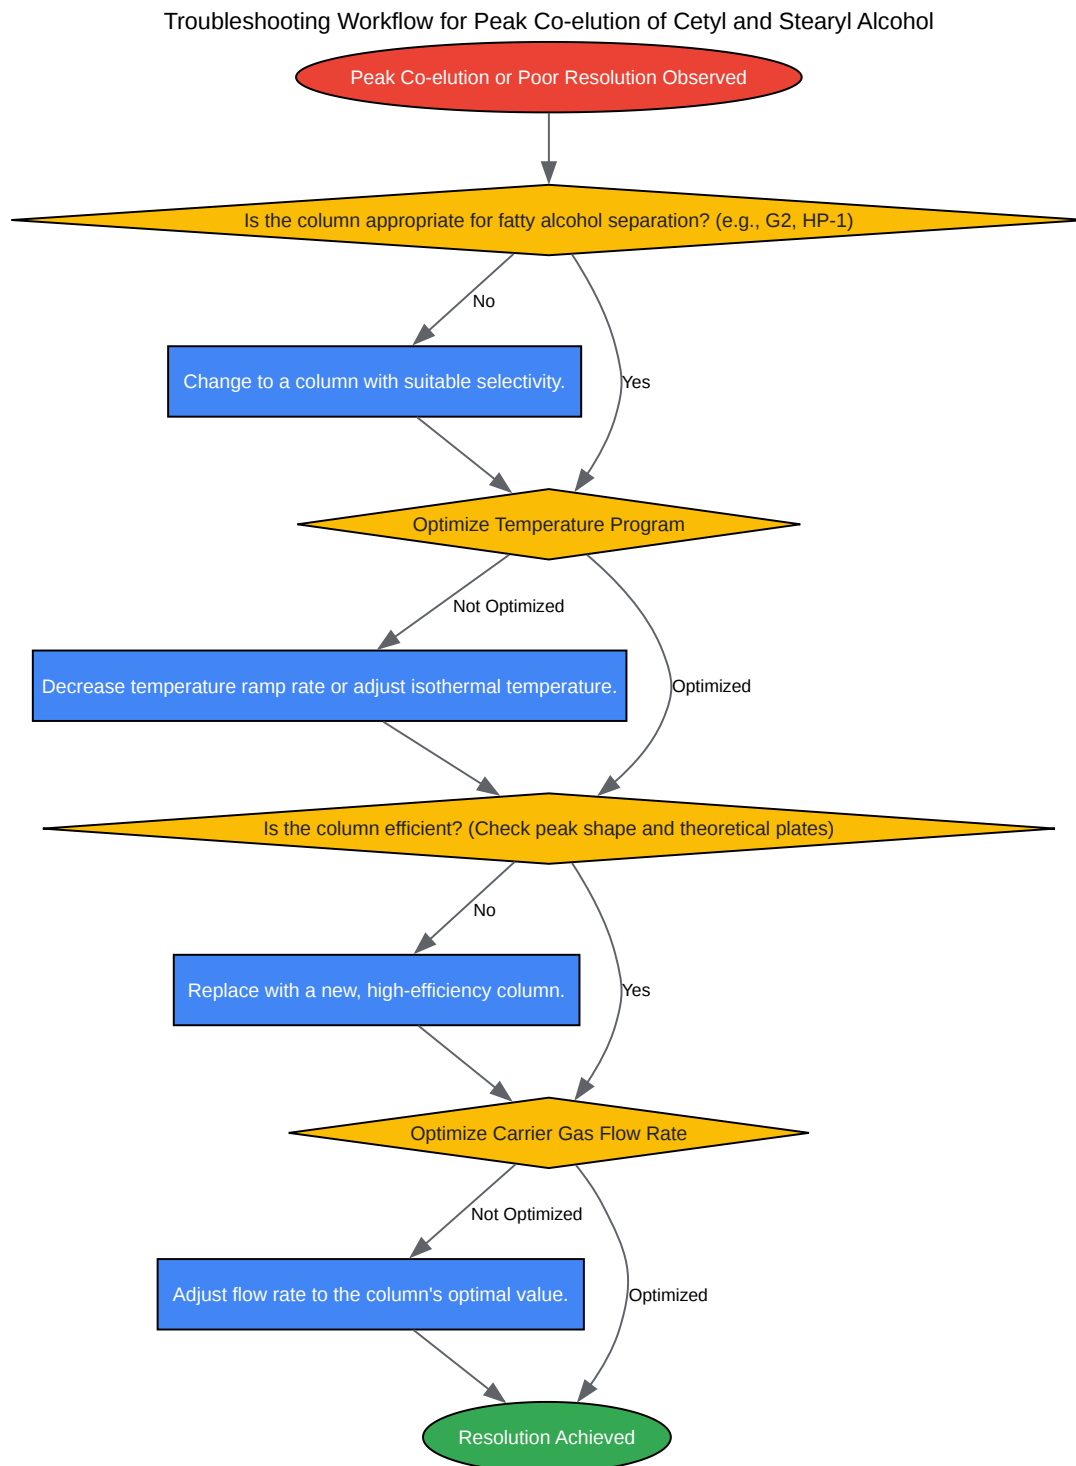 Troubleshooting Workflow for Peak Co-elution of Cetyl and Stearyl Alcohol
Peak Co-elution or Poor Resolution Observed
Is the column appropriate for fatty alcohol separation? (e.g., G2, HP-1)
No
Change to a column with suitable selectivity.
Yes
Optimize Temperature Program
Not Optimized
Decrease temperature ramp rate or adjust isothermal temperature.
Optimized
Is the column efficient? (Check peak shape and theoretical plates)
No
Replace with a new, high-efficiency column.
Yes
Optimize Carrier Gas Flow Rate
Not Optimized
Adjust flow rate to the column's optimal value.
Optimized
Resolution Achieved